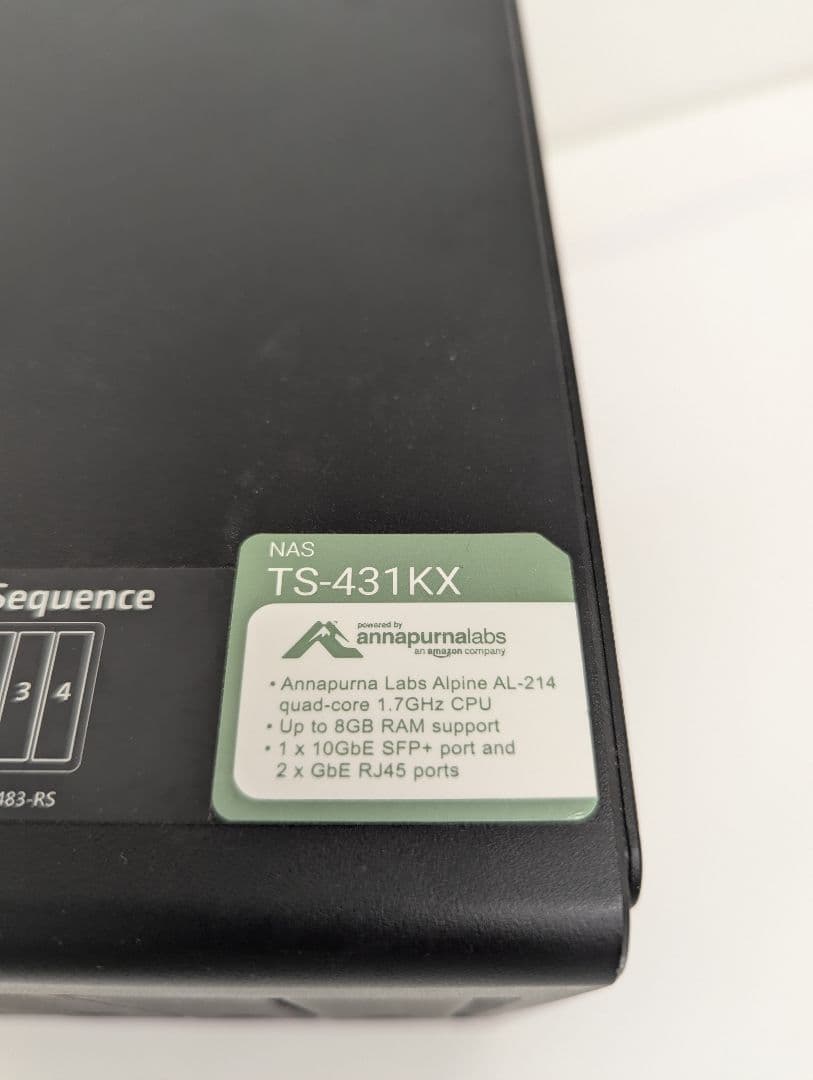 NAS
TS-431KX
Sequence
powered by
annapurnalabs
an amazon company
• Annapurna Labs Alpine AL-214
quad-core 1.7GHz CPU
• Up to 8GB RAM support
• 1 x 10GbE SFP+ port and
2 x GbE RJ45 ports
3 4
483-RS